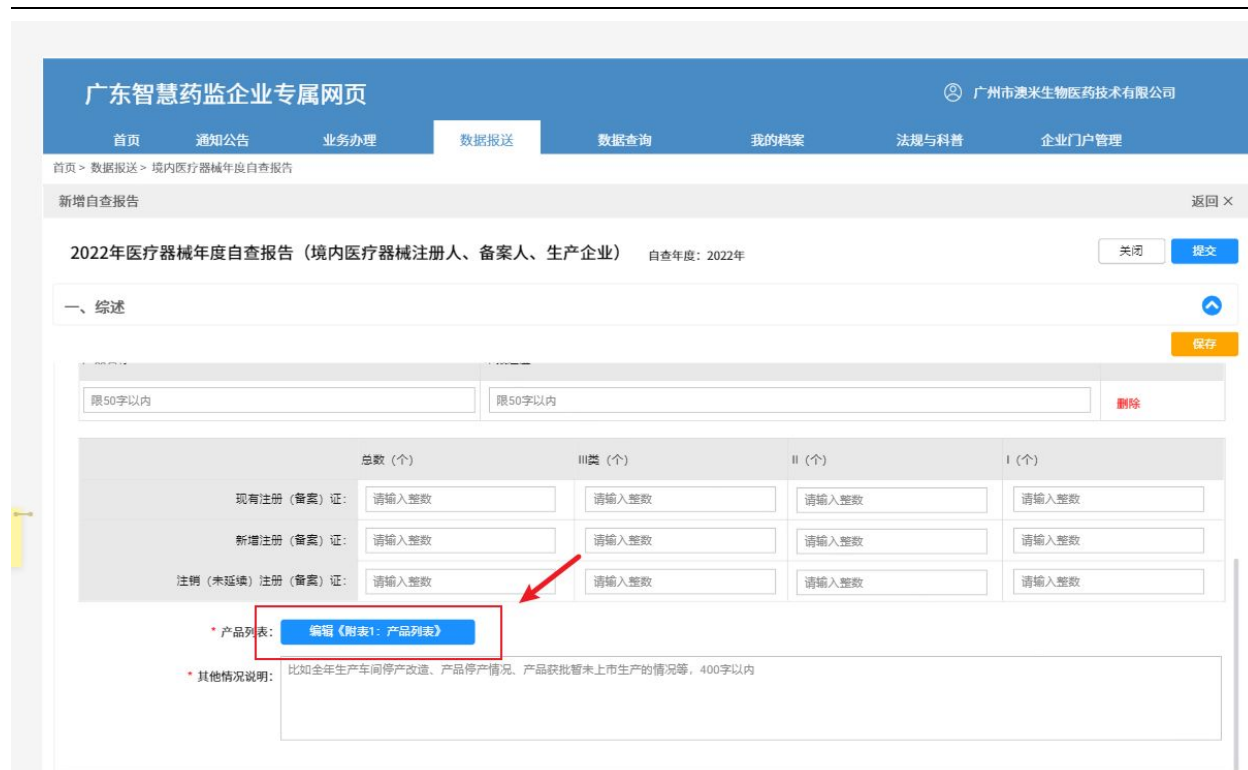 广东智慧药监企业专属网页
广州市澳米生物医药技术有限公司
首页 通知公告 业务办理 数据报送 数据查询 我的档案 法规与科普 企业门户管理
首页 > 数据报送 > 境内医疗器械年度自查报告
新增自查报告 返回 ×
2022年医疗器械年度自查报告（境内医疗器械注册人、备案人、生产企业） 自查年度：2022年 关闭 提交
一、综述
保存
限50字以内 限50字以内 删除
总数（个） III类（个） II（个） I（个）
现有注册（备案）证： 请输入整数 请输入整数 请输入整数 请输入整数
新增注册（备案）证： 请输入整数 请输入整数 请输入整数 请输入整数
注销（未延续）注册（备案）证： 请输入整数 请输入整数 请输入整数 请输入整数
* 产品列表： 编辑《附表1：产品列表》
* 其他情况说明： 比如全年生产车间停产改造、产品停产情况、产品获批暂未上市生产的情况等，400字以内